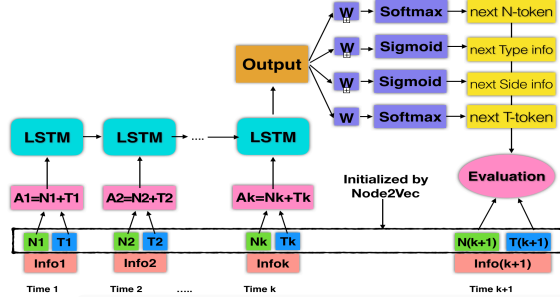 W Softmax next N-token
W Sigmoid next Type info
Output
W Sigmoid next Side info
W Softmax next T-token
LSTM LSTM .... LSTM
Evaluation
Initialized by
Node2Vec
A1=N1+T1 A2=N2+T2 Ak=Nk+Tk
N1 T1 N2 T2 Nk Tk N(k+1) T(k+1)
Info1 Info2 Infok Info(k+1)
Time 1 Time 2 ..... Time k Time k+1